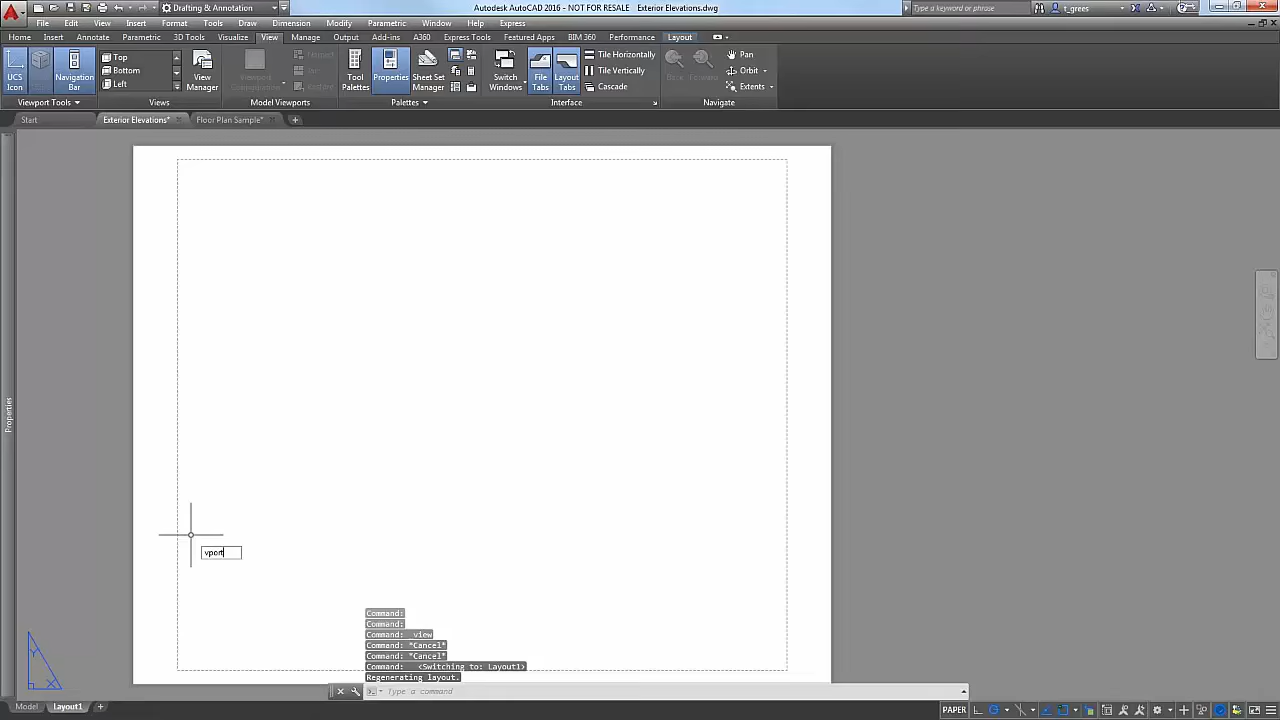 Drafting & Annotation
Autodesk AutoCAD 2016 - NOT FOR RESALE Exterior Elevations.dwg
Type a keyword or phrase
t_grees
File Edit View Insert Format Tools Draw Dimension Modify Parametric Window Help Express
Home Insert Annotate Parametric 3D Tools Visualize View Manage Output Add-ins A360 Express Tools Featured Apps BIM 360 Performance Layout
UCS Icon
Navigation Bar
Viewport Tools
Top
Bottom
Left
View Manager
Views
Viewport Configuration
Model Viewports
Tool Palettes
Properties
Sheet Set Manager
Palettes
Switch Windows
File Tabs
Layout Tabs
Tile Horizontally
Tile Vertically
Cascade
Interface
Back
Forward
Pan
Orbit
Extents
Navigate
Start
Exterior Elevations*
Floor Plan Sample*
Properties
vport
Command:
Command:
Command: _view
Command: *Cancel*
Command: *Cancel*
Command: <Switching to: Layout1>
Regenerating layout.
Type a command
Y
X
Model Layout1
PAPER